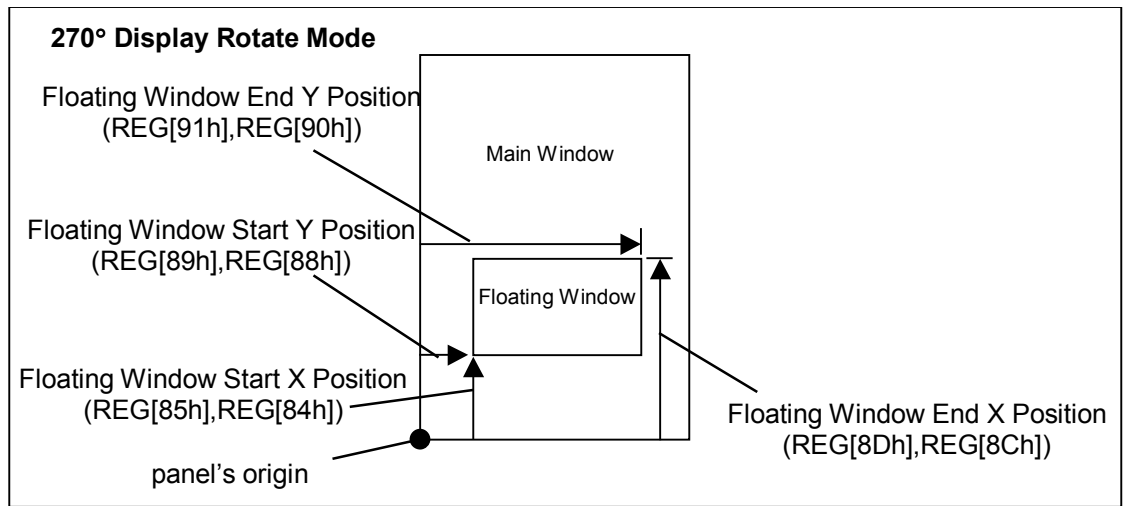 270° Display Rotate Mode
Floating Window End Y Position
(REG[91h],REG[90h])
Main Window
Floating Window Start Y Position
(REG[89h],REG[88h])
Floating Window
Floating Window Start X Position
(REG[85h],REG[84h])
Floating Window End X Position
(REG[8Dh],REG[8Ch])
panel’s origin